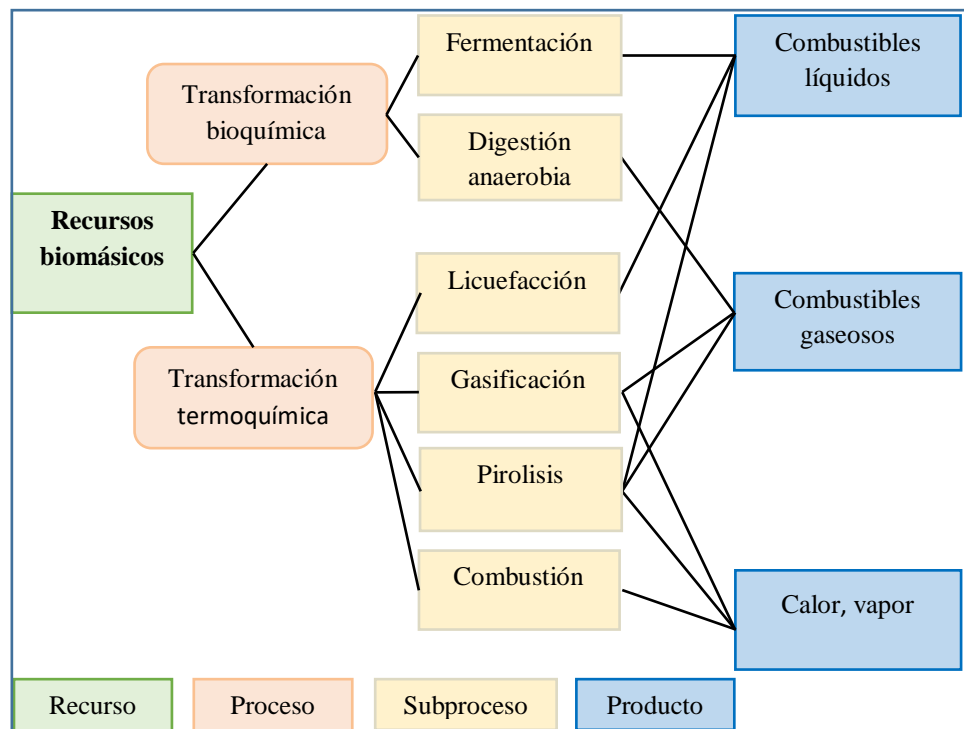 Fermentación
Combustibles
líquidos
Transformación
bioquímica
Digestión
anaerobia
Recursos
biomásicos
Licuefacción
Combustibles
gaseosos
Transformación
termoquímica
Gasificación
Pirolisis
Combustión
Calor, vapor
Recurso
Proceso
Subproceso
Producto